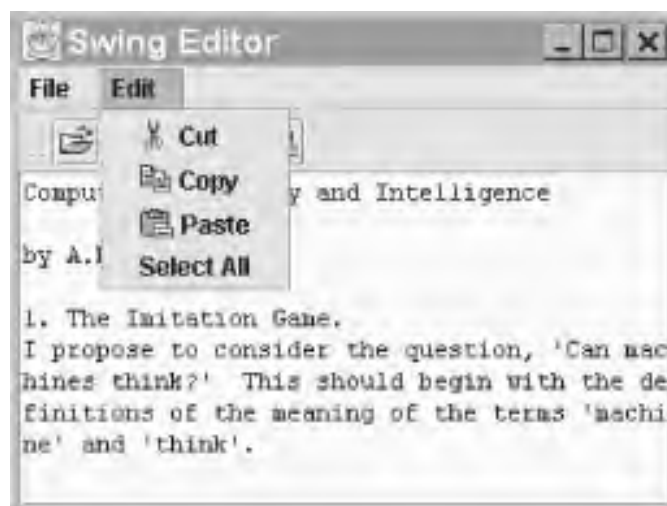 Swing Editor
File Edit
Cut
Copy
Paste
Select All
Compu y and Intelligence
by A.
1. The Imitation Game.
I propose to consider the question, 'Can mac
hines think?'  This should begin with the de
finitions of the meaning of the terms 'machi
ne' and 'think'.